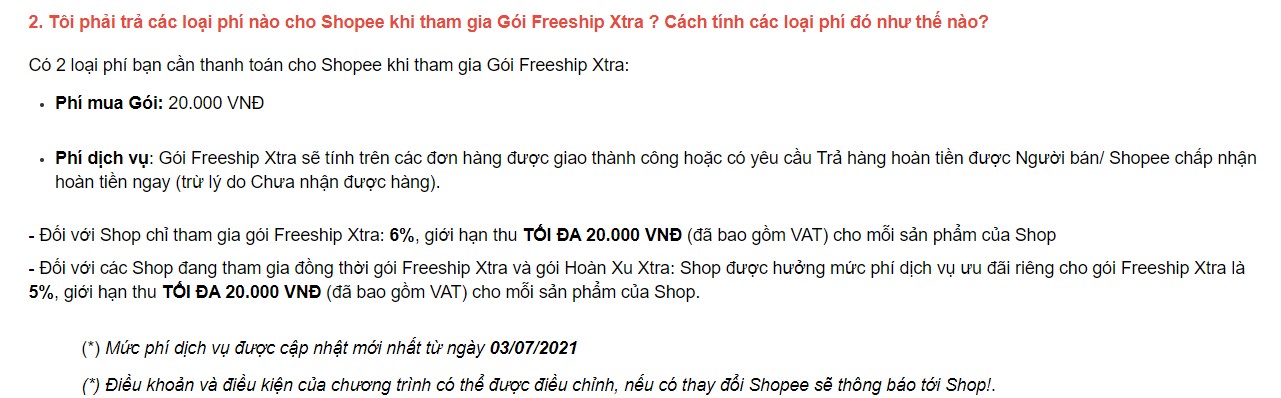 2. Tôi phải trả các loại phí nào cho Shopee khi tham gia Gói Freeship Xtra ? Cách tính các loại phí đó như thế nào?
Có 2 loại phí bạn cần thanh toán cho Shopee khi tham gia Gói Freeship Xtra:
• Phí mua Gói: 20.000 VNĐ
• Phí dịch vụ: Gói Freeship Xtra sẽ tính trên các đơn hàng được giao thành công hoặc có yêu cầu Trả hàng hoàn tiền được Người bán/ Shopee chấp nhận
hoàn tiền ngay (trừ lý do Chưa nhận được hàng).
- Đối với Shop chỉ tham gia gói Freeship Xtra: 6%, giới hạn thu TỐI ĐA 20.000 VNĐ (đã bao gồm VAT) cho mỗi sản phẩm của Shop
- Đối với các Shop đang tham gia đồng thời gói Freeship Xtra và gói Hoàn Xu Xtra: Shop được hưởng mức phí dịch vụ ưu đãi riêng cho gói Freeship Xtra là
5%, giới hạn thu TỐI ĐA 20.000 VNĐ (đã bao gồm VAT) cho mỗi sản phẩm của Shop.
(*) Mức phí dịch vụ được cập nhật mới nhất từ ngày 03/07/2021
(*) Điều khoản và điều kiện của chương trình có thể được điều chỉnh, nếu có thay đổi Shopee sẽ thông báo tới Shop!.